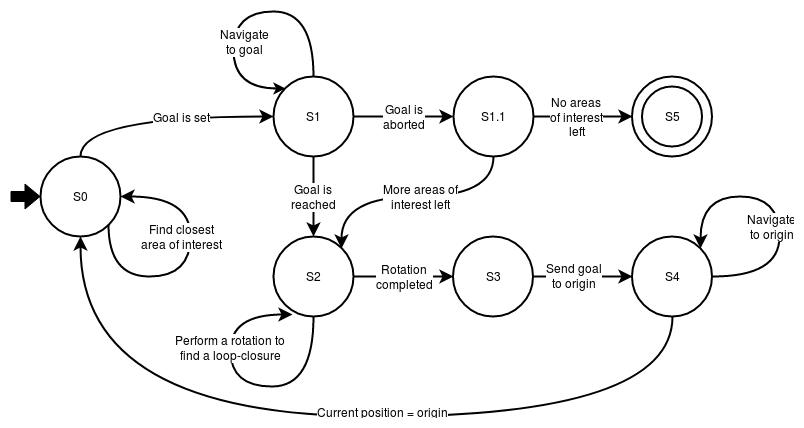 Navigate
to goal
Goal is set
S1
Goal is
aborted
S1.1
No areas
of interest
left
S5
S0
Find closest
area of interest
Goal is
reached
More areas of
interest left
S2
Rotation
completed
S3
Send goal
to origin
S4
Navigate
to origin
Perform a rotation to
find a loop-closure
Current position = origin